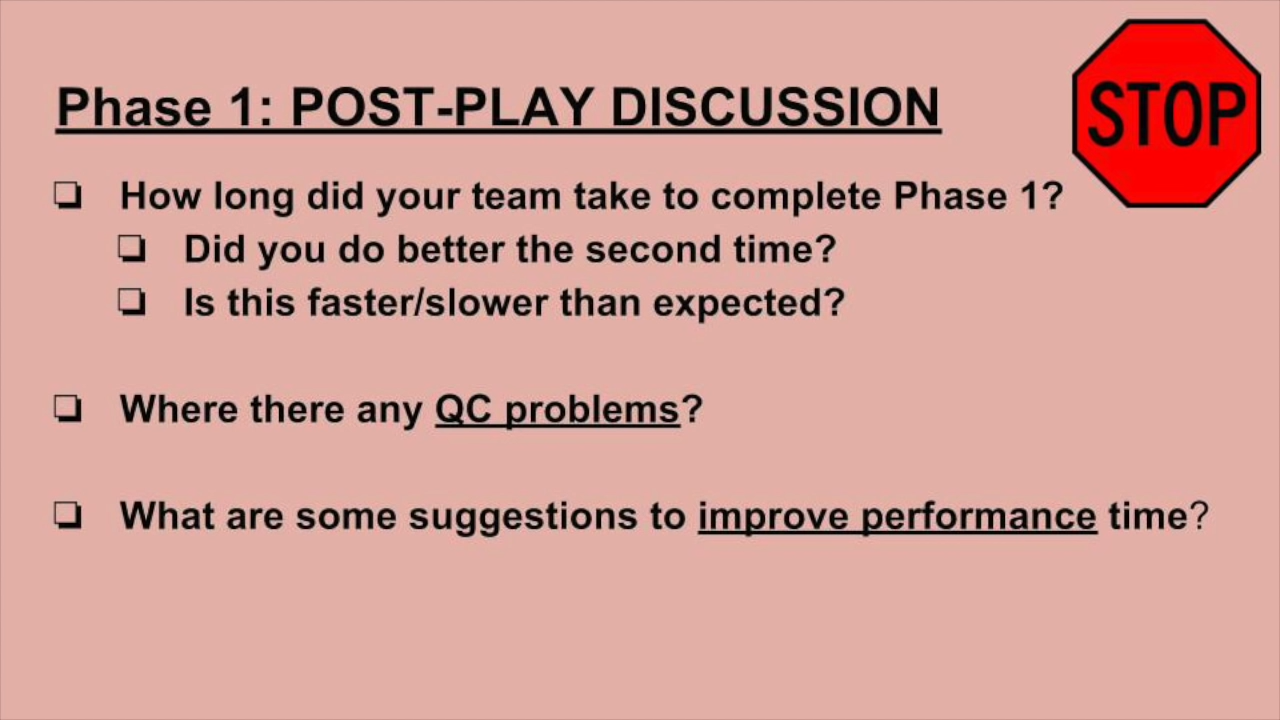 STOP
Phase 1: POST-PLAY DISCUSSION
❏ How long did your team take to complete Phase 1?
❏ Did you do better the second time?
❏ Is this faster/slower than expected?
❏ Where there any QC problems?
❏ What are some suggestions to improve performance time?